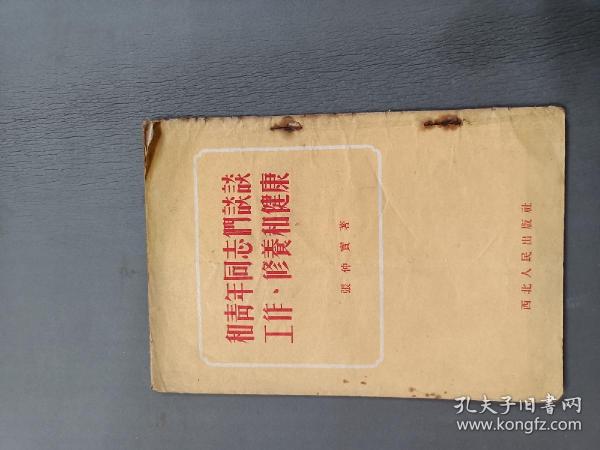 和青年同志們談談
工作·修養和健康
張仲實著
西北人民出版社
孔夫子旧書网
www.kongfz.com